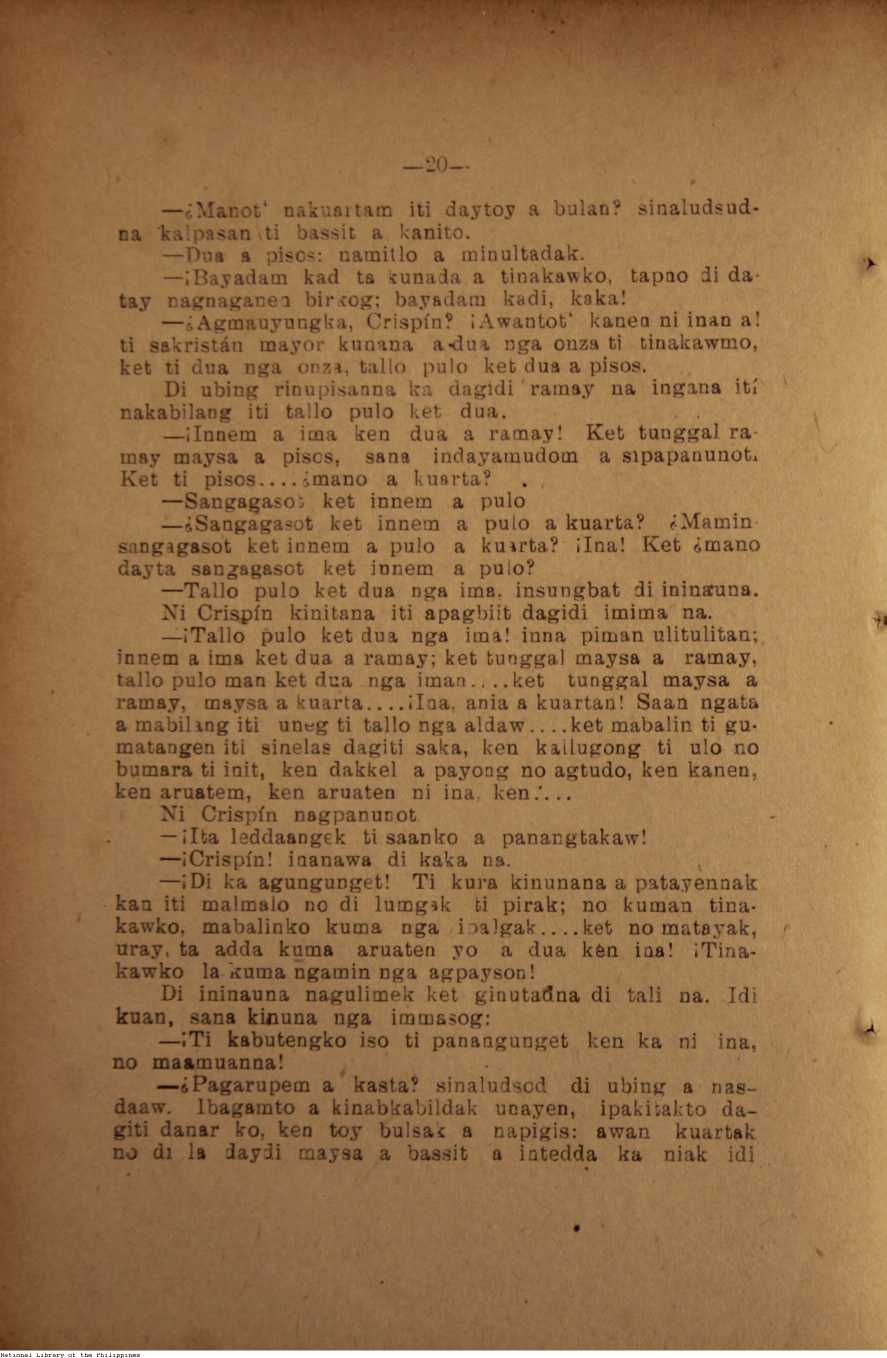 —20—
—¿Manot‘ nakuartam iti daytoy a bulan? sinaludsud-
na kalpasan ti bassit a kanito.
—Dua a pisos: namitlo a minultadak.
—¡Bayadam kad ta kunada a tinakawko, tapno di da-
tay nagnaganen birkog; bayadam kadi, kaka!
—¿Agmauyungka, Crispín? ¡Awantot‘ kanen ni inan a!
ti sakristán mayor kunana a dua nga onza ti tinakawmo,
ket ti dua nga onza, tallo pulo ket dua a pisos.
Di ubing rinupisanna ka dagidi ramay na ingana ití
nakabilang iti tallo pulo ket dua.
—¡Innem a ima ken dua a ramay! Ket tunggal ra-
may maysa a pisos, sana indayamudom a sipapanunot.
Ket ti pisos....¿mano a kuarta?
—Sangagasot ket innem a pulo
—¿Sangagasot ket innem a pulo a kuarta? ¿Mamin
sangagasot ket innem a pulo a kuarta? ¡Ina! Ket ¿mano
dayta sangagasot ket innem a pulo?
—Tallo pulo ket dua nga ima, insungbat di ininauna.
Ni Crispín kinitana iti apagbiit dagidi imima na.
—¡Tallo pulo ket dua nga ima! inna piman ulitulitan;
innem a ima ket dua a ramay; ket tunggal maysa a ramay,
tallo pulo man ket dua nga iman....ket tunggal maysa a
ramay, maysa a kuarta....¡Ina, ania a kuartan! Saan ngata
a mabilang iti uneg ti tallo nga aldaw....ket mabalin ti gu-
matangen iti sinelas dagiti saka, ken kallugong ti ulo no
bumara ti init, ken dakkel a payong no agtudo, ken kanen,
ken aruatem, ken aruaten ni ina, ken....
Ni Crispín nagpanunot
—¡Ita leddaangek ti saanko a panangtakaw!
—¡Crispín! inanawa di kaka na.
—¡Di ka agungunget! Ti kura kinunana a patayennak
kan iti malmalo no di lumgak ti pirak; no kuman tina-
kawko, mabalinko kuma nga ipalgak....ket no matayak,
uray, ta adda kuma aruaten yo a dua kèn ina! ¡Tina-
kawko la kuma ngamin nga agpayson!
Di ininauna nagulimek ket ginutadna di tali na. Idi
kuan, sana kinuna nga immasog:
—¡Ti kabutengko iso ti panangunget ken ka ni ina,
no maamuanna!
—¿Pagarupem a kasta? sinaludsod di ubing a nas-
daaw. Ibagamto a kinabkabildak unayen, ipakitakto da-
giti danar ko, ken toy bulsak a napigis: awan kuartak
no di la daydi maysa a bassit a intedda ka niak idi
National Library of the Philippines